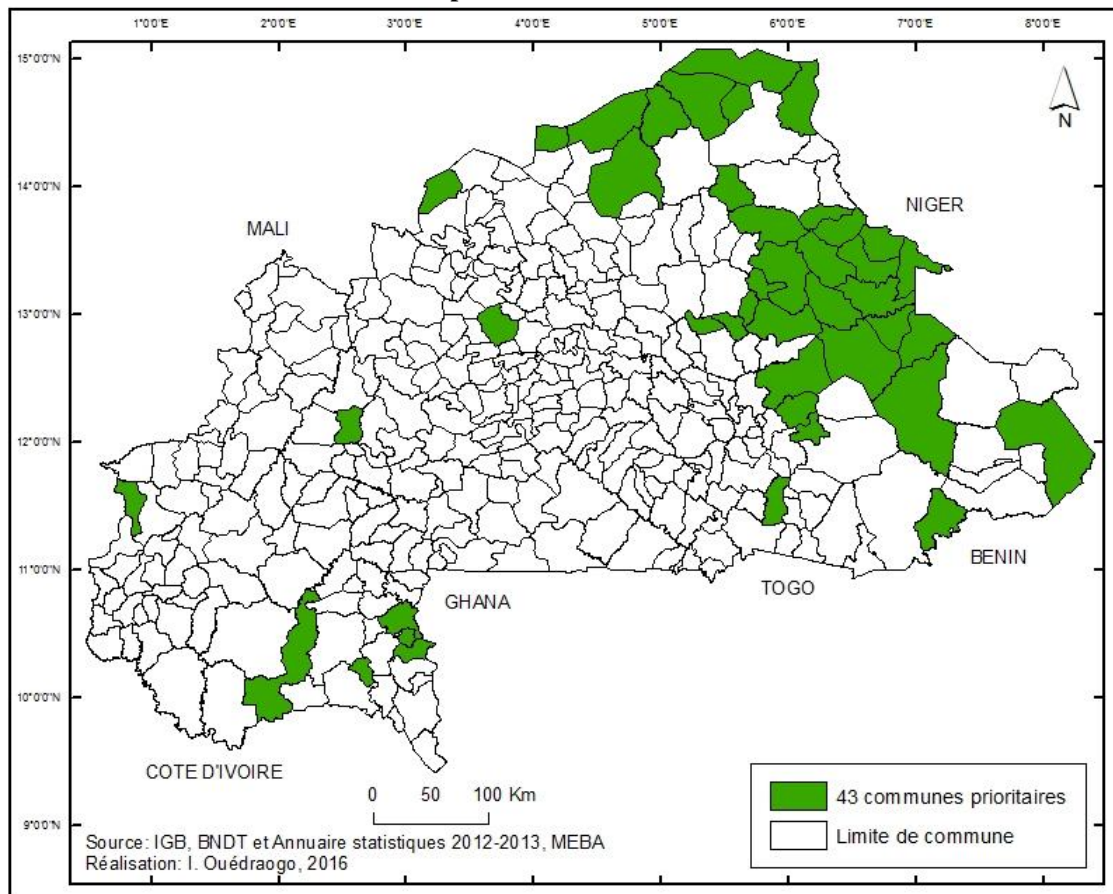 1°0'0"E 2°0'0"E 3°0'0"E 4°0'0"E 5°0'0"E 6°0'0"E 7°0'0"E 8°0'0"E
15°0'0"N
14°0'0"N
13°0'0"N
12°0'0"N
11°0'0"N
10°0'0"N
9°0'0"N
N
NIGER
MALI
BENIN
TOGO
GHANA
COTE D'IVOIRE
0 50 100 Km
43 communes prioritaires
Limite de commune
Source: IGB, BNDT et Annuaire statistiques 2012-2013, MEBA
Réalisation: I. Ouédraogo, 2016